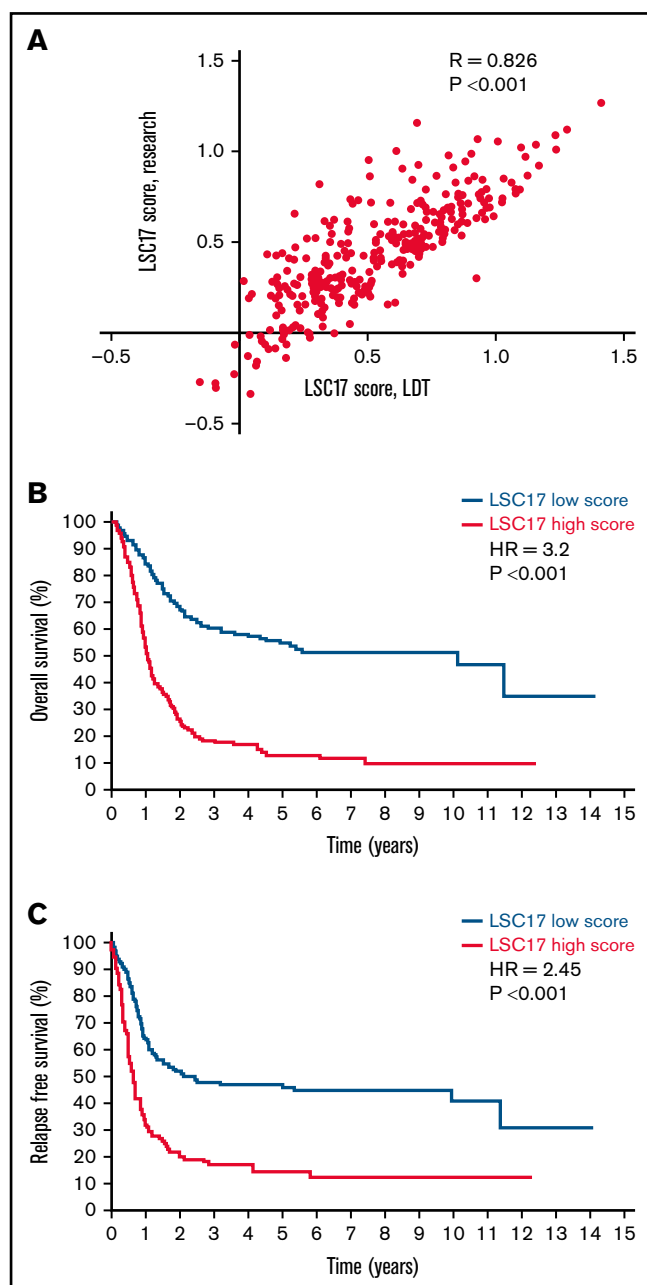 A
1.5
R = 0.826
P <0.001
LSC17 score, research
1.0
0.5
−0.5
0.5
1.0
1.5
LSC17 score, LDT
−0.5
B
LSC17 low score
LSC17 high score
HR = 3.2
P <0.001
100
90
80
70
60
50
40
30
20
10
0
Overall survival (%)
0 1 2 3 4 5 6 7 8 9 10 11 12 13 14 15
Time (years)
C
LSC17 low score
LSC17 high score
HR = 2.45
P <0.001
100
90
80
70
60
50
40
30
20
10
0
Relapse free survival (%)
0 1 2 3 4 5 6 7 8 9 10 11 12 13 14 15
Time (years)